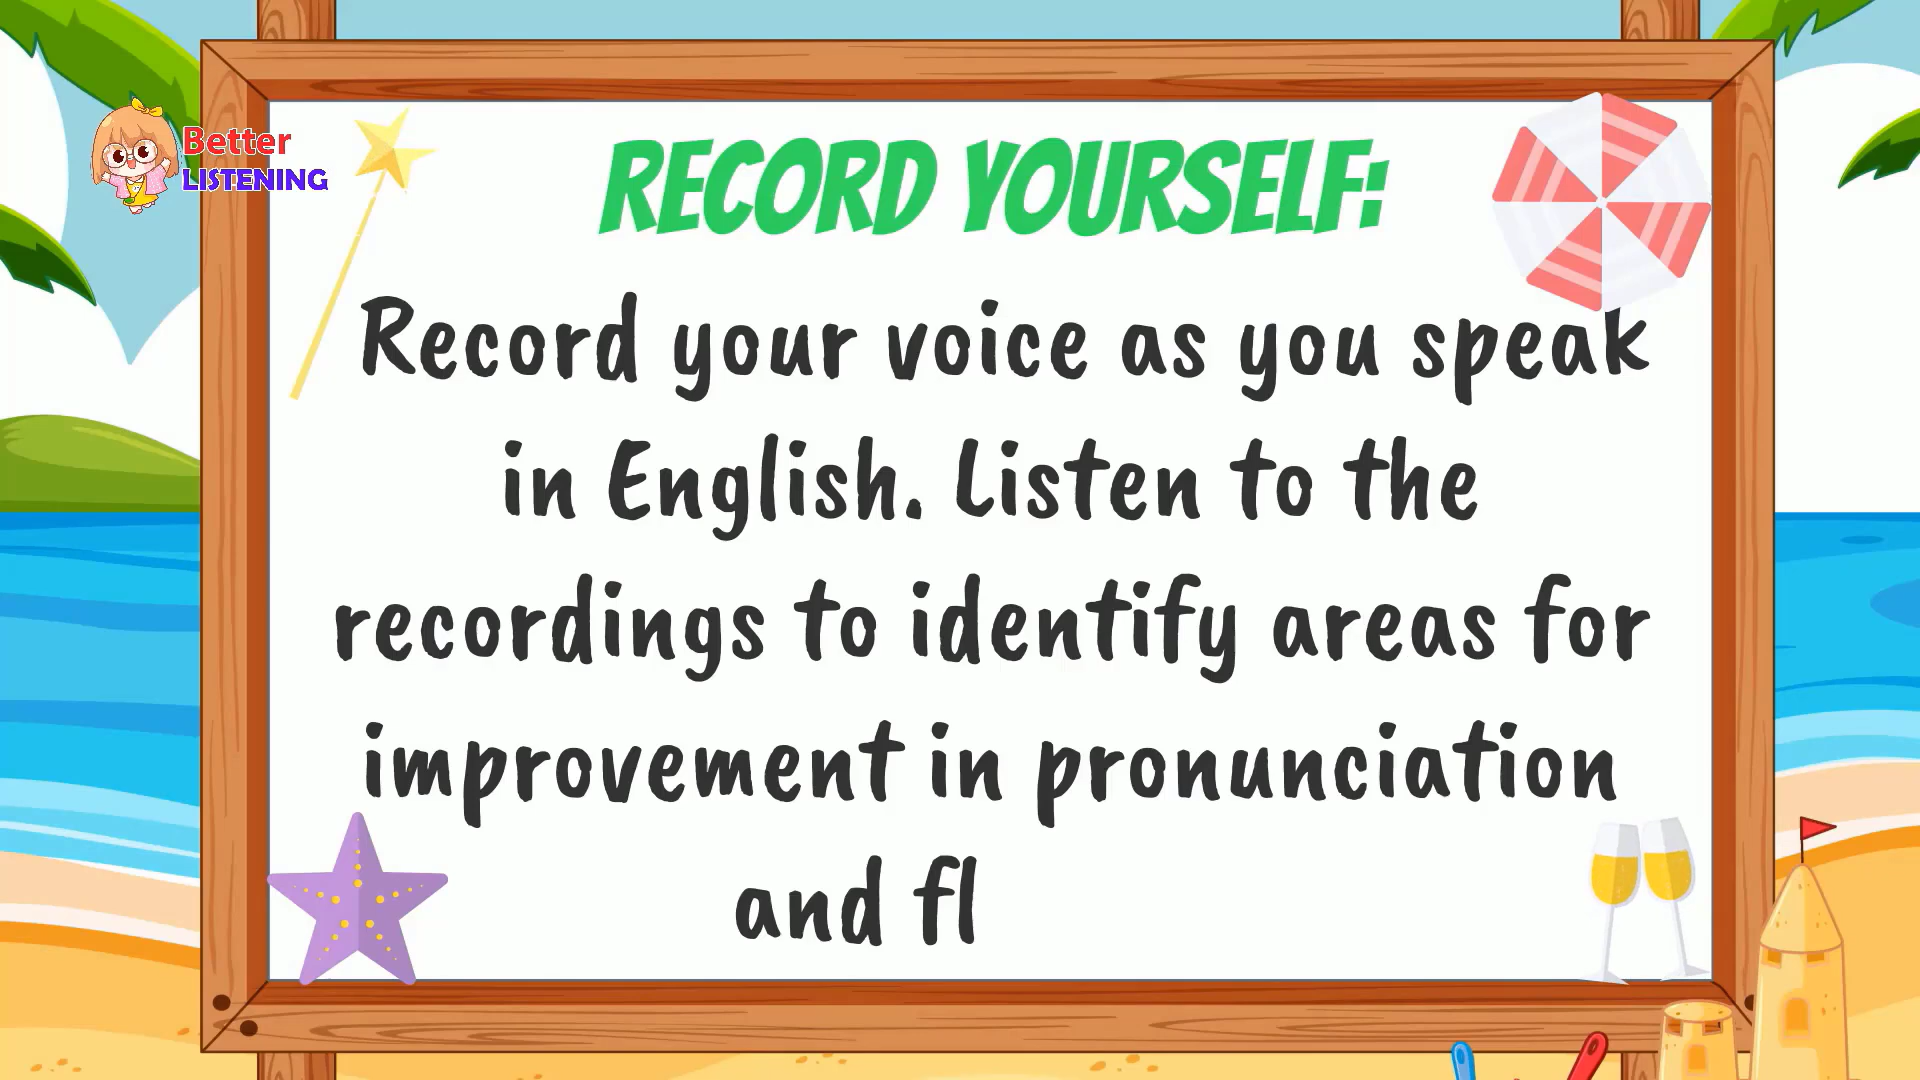 Better
LISTENING
RECORD YOURSELF:
Record your voice as you speak
in English. Listen to the
recordings to identify areas for
improvement in pronunciation
and fl